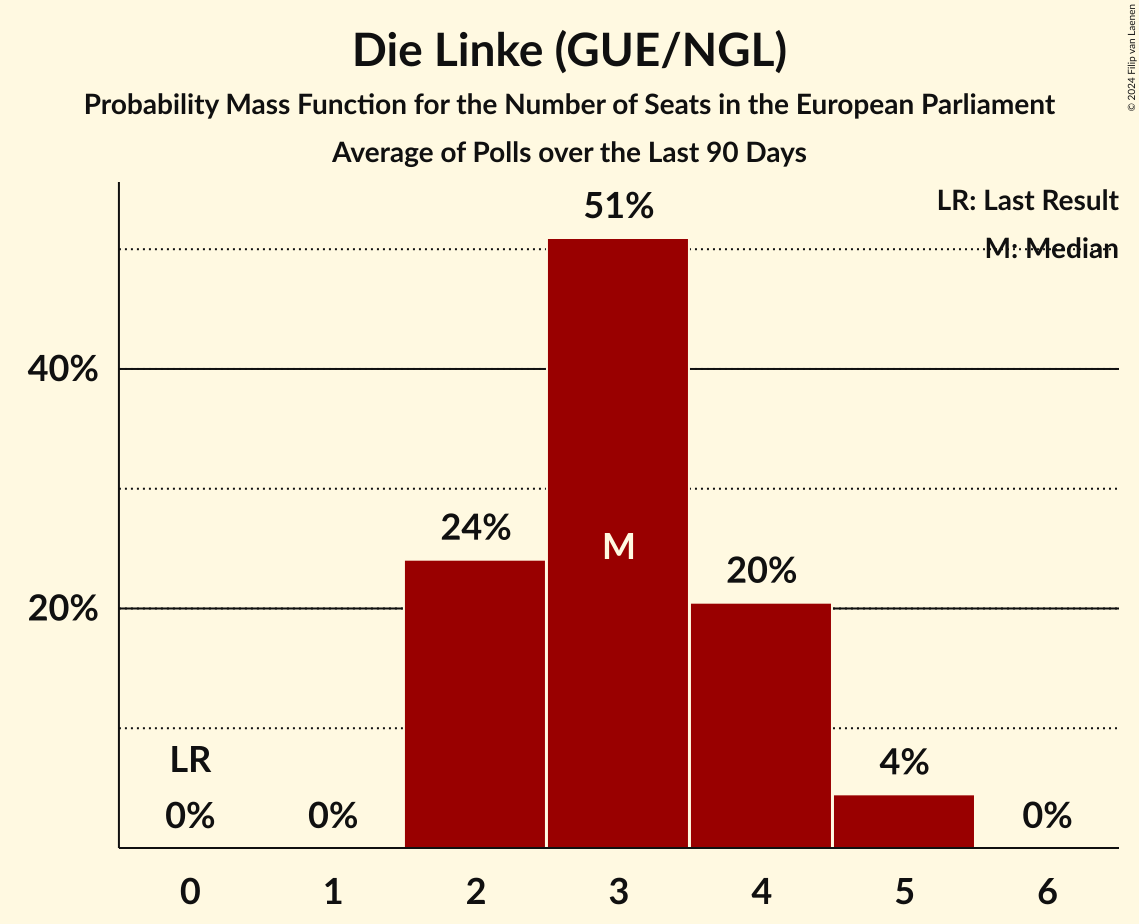 Die Linke (GUE/NGL)
Probability Mass Function for the Number of Seats in the European Parliament
Average of Polls over the Last 90 Days
© 2024 Filip van Laenen
LR: Last Result
M: Median
51%
40%
24%
M
20%
20%
LR
4%
0%
0%
0%
0
1
2
3
4
5
6